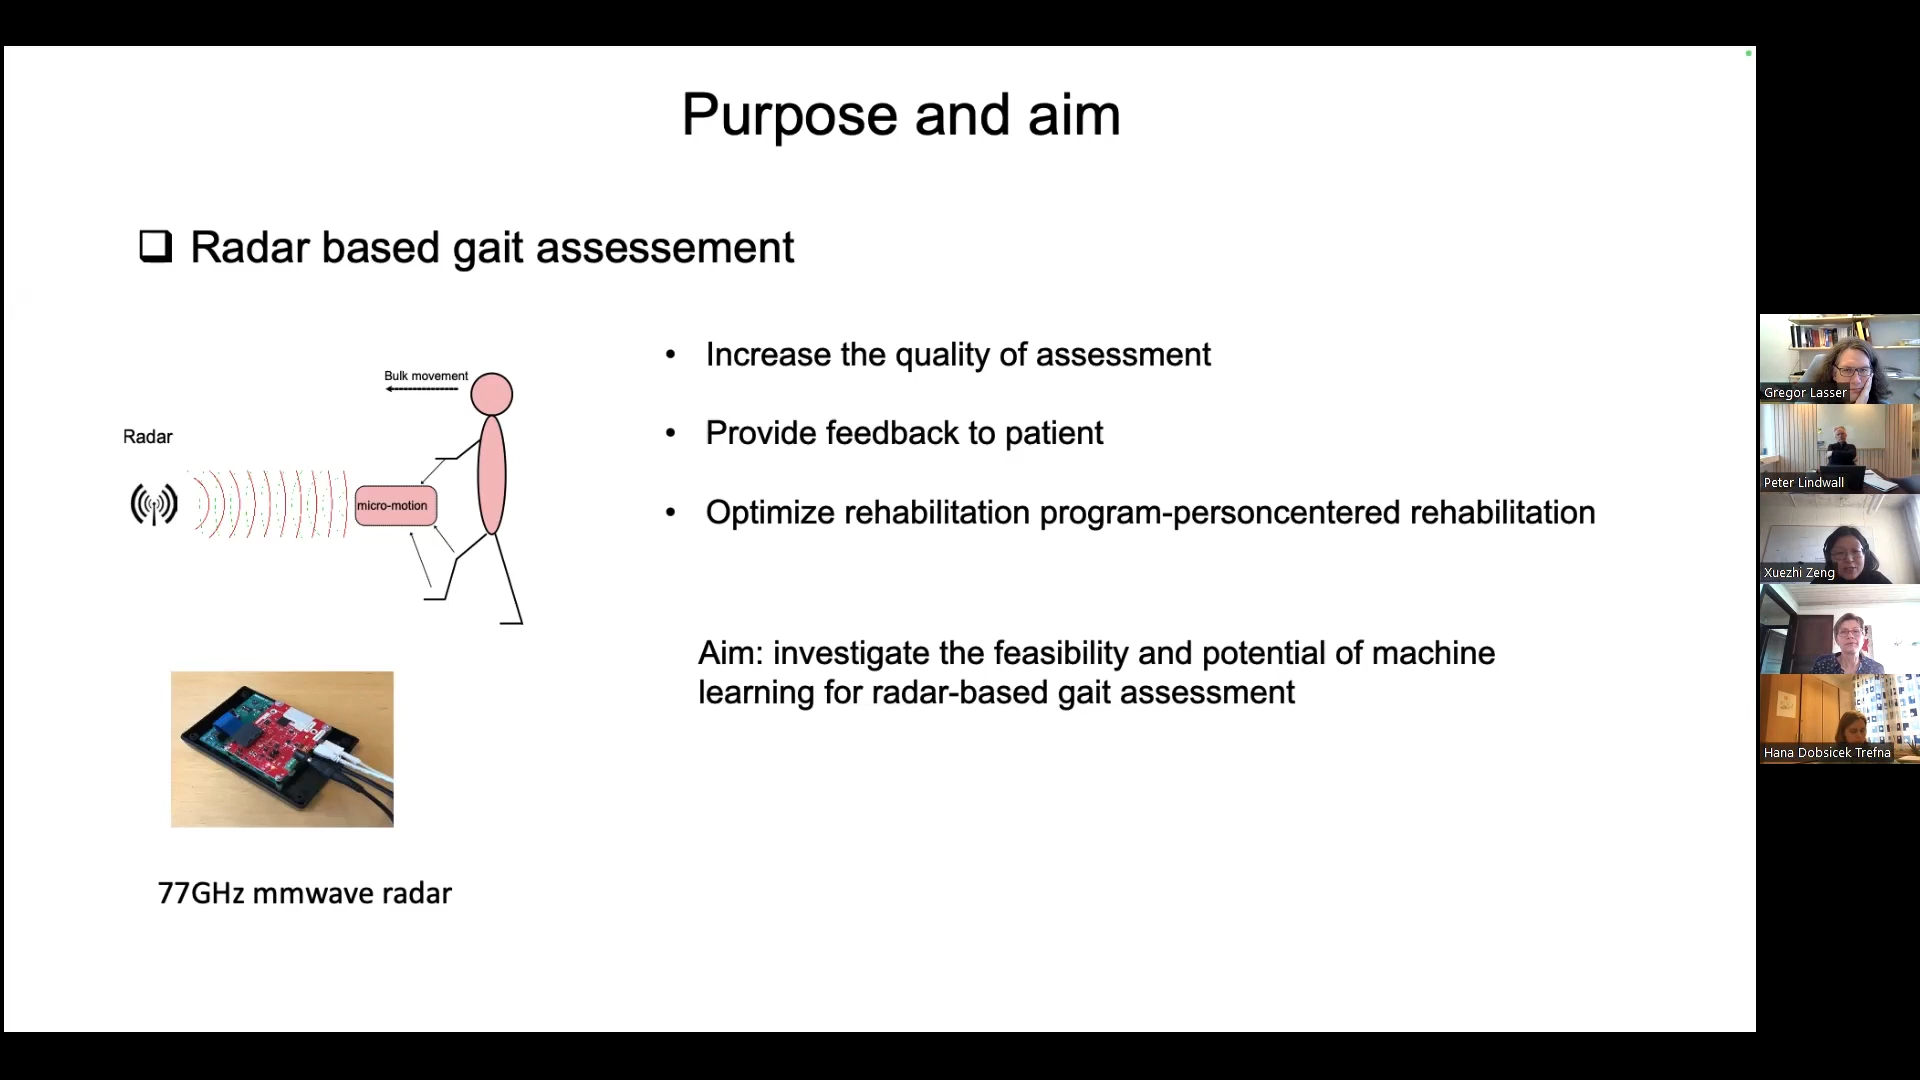 Purpose and aim
Radar based gait assessement
Bulk movement
Radar
micro-motion
• Increase the quality of assessment
• Provide feedback to patient
• Optimize rehabilitation program-personcentered rehabilitation
Aim: investigate the feasibility and potential of machine
learning for radar-based gait assessment
77GHz mmwave radar
Gregor Lasser
Peter Lindwall
Xuezhi Zeng
Hana Dobsicek Trefna